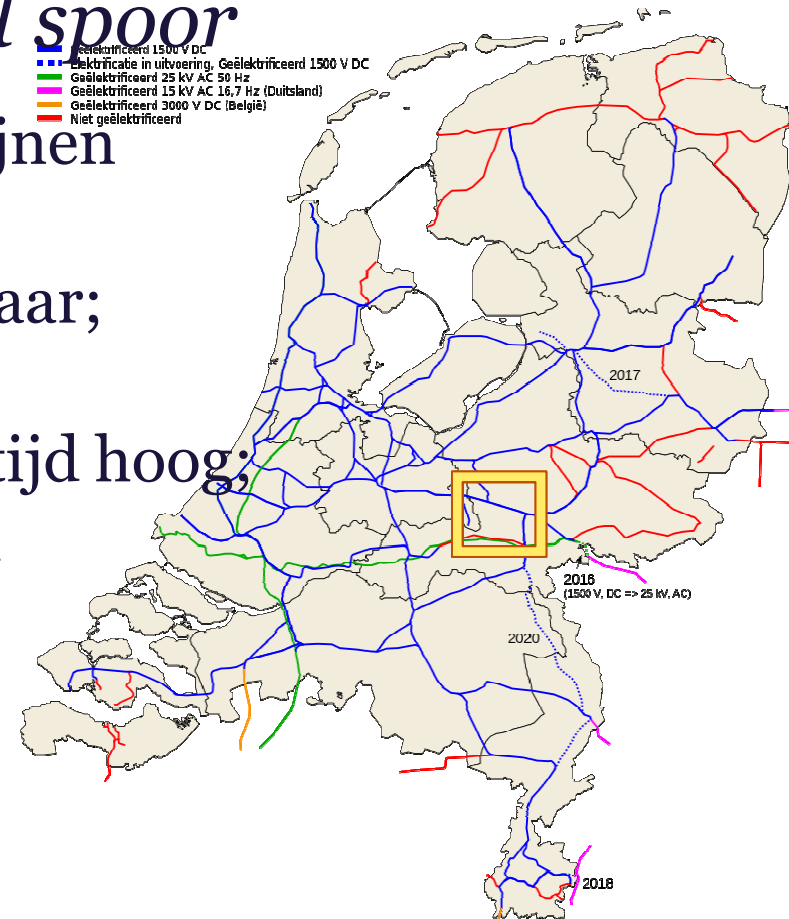 l spoor
Geëlektrificeerd 1500 V DC
Elektrificatie in uitvoering, Geëlektrificeerd 1500 V DC
Geëlektrificeerd 25 kV AC 50 Hz
Geëlektrificeerd 15 kV AC 16,7 Hz (Duitsland)
Geëlektrificeerd 3000 V DC (België)
Niet geëlektrificeerd
jnen
aar;
2017
tijd hoog;
2016
(1500 V, DC => 25 kV, AC)
2020
2018